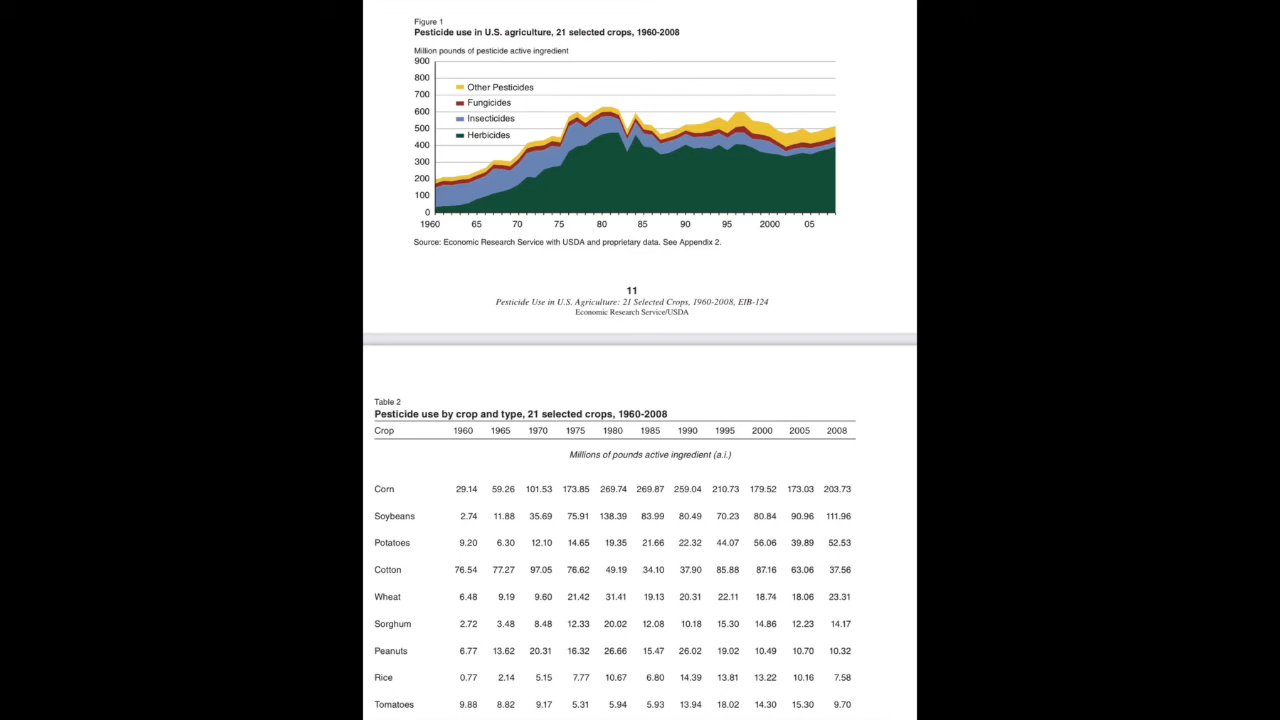 Figure 1
Pesticide use in U.S. agriculture, 21 selected crops, 1960-2008
Million pounds of pesticide active ingredient
900
800
700
600
500
400
300
200
100
0
Other Pesticides
Fungicides
Insecticides
Herbicides
1960 65 70 75 80 85 90 95 2000 05
Source: Economic Research Service with USDA and proprietary data. See Appendix 2.
11
Pesticide Use in U.S. Agriculture: 21 Selected Crops, 1960-2008, EIB-124
Economic Research Service/USDA
Table 2
Pesticide use by crop and type, 21 selected crops, 1960-2008
Crop 1960 1965 1970 1975 1980 1985 1990 1995 2000 2005 2008
Millions of pounds active ingredient (a.i.)
Corn 29.14 59.26 101.53 173.85 269.74 269.87 259.04 210.73 179.52 173.03 203.73
Soybeans 2.74 11.88 35.69 75.91 138.39 83.99 80.49 70.23 80.84 90.96 111.96
Potatoes 9.20 6.30 12.10 14.65 19.35 21.66 22.32 44.07 56.06 39.89 52.53
Cotton 76.54 77.27 97.05 76.62 49.19 34.10 37.90 85.88 87.16 63.06 37.56
Wheat 6.48 9.19 9.60 21.42 31.41 19.13 20.31 22.11 18.74 18.06 23.31
Sorghum 2.72 3.48 8.48 12.33 20.02 12.08 10.18 15.30 14.86 12.23 14.17
Peanuts 6.77 13.62 20.31 16.32 26.66 15.47 26.02 19.02 10.49 10.70 10.32
Rice 0.77 2.14 5.15 7.77 10.67 6.80 14.39 13.81 13.22 10.16 7.58
Tomatoes 9.88 8.82 9.17 5.31 5.94 5.93 13.94 18.02 14.30 15.30 9.70